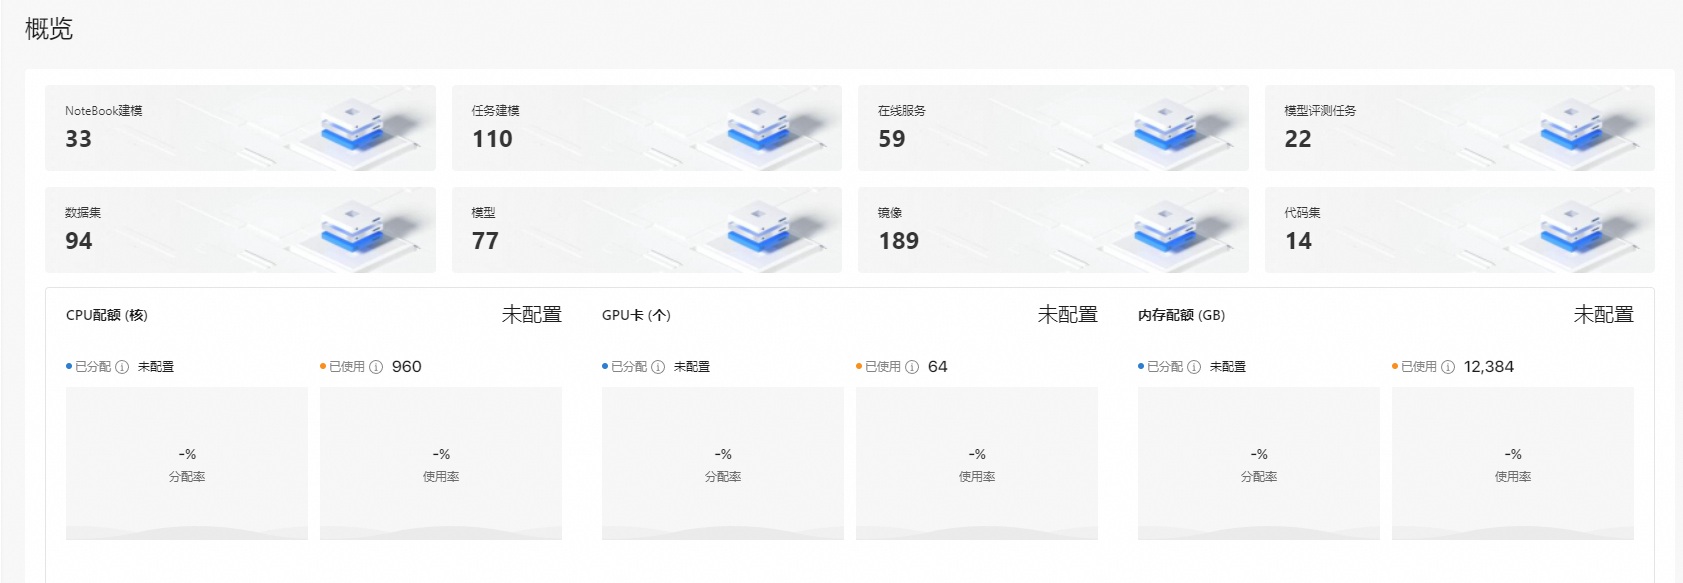 概览
NoteBook建模
33
任务建模
110
在线服务
59
模型评测任务
22
数据集
94
模型
77
镜像
189
代码集
14
CPU配额 (核)
未配置
已分配 未配置
已使用 960
-%
分配率
-%
使用率
GPU卡 (个)
未配置
已分配 未配置
已使用 64
-%
分配率
-%
使用率
内存配额 (GB)
未配置
已分配 未配置
已使用 12,384
-%
分配率
-%
使用率